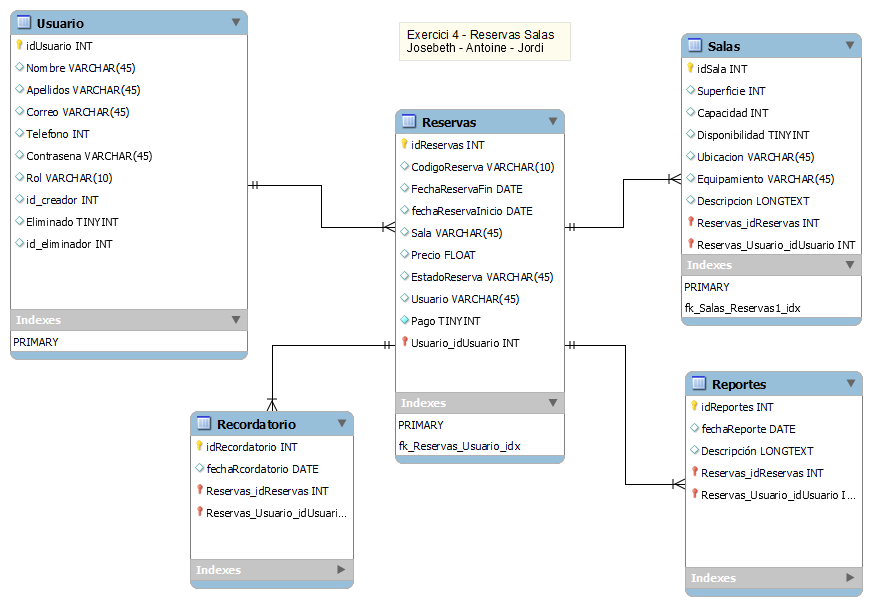 Usuario
idUsuario INT
Nombre VARCHAR(45)
Apellidos VARCHAR(45)
Correo VARCHAR(45)
Telefono INT
Contrasena VARCHAR(45)
Rol VARCHAR(10)
id_creador INT
Eliminado TINYINT
id_eliminador INT
Indexes
PRIMARY
Exercici 4 - Reservas Salas
Josebeth - Antoine - Jordi
Reservas
idReservas INT
CodigoReserva VARCHAR(10)
FechaReservaFin DATE
fechaReservaInicio DATE
Sala VARCHAR(45)
Precio FLOAT
EstadoReserva VARCHAR(45)
Usuario VARCHAR(45)
Pago TINYINT
Usuario_idUsuario INT
Indexes
PRIMARY
fk_Reservas_Usuario_idx
Salas
idSala INT
Superficie INT
Capacidad INT
Disponibilidad TINYINT
Ubicacion VARCHAR(45)
Equipamiento VARCHAR(45)
Descripcion LONGTEXT
Reservas_idReservas INT
Reservas_Usuario_idUsuario INT
Indexes
PRIMARY
fk_Salas_Reservas1_idx
Recordatorio
idRecordatorio INT
fechaRcordatorio DATE
Reservas_idReservas INT
Reservas_Usuario_idUsuari...
Indexes
Reportes
idReportes INT
fechaReporte DATE
Descripción LONGTEXT
Reservas_idReservas INT
Reservas_Usuario_idUsuario I...
Indexes